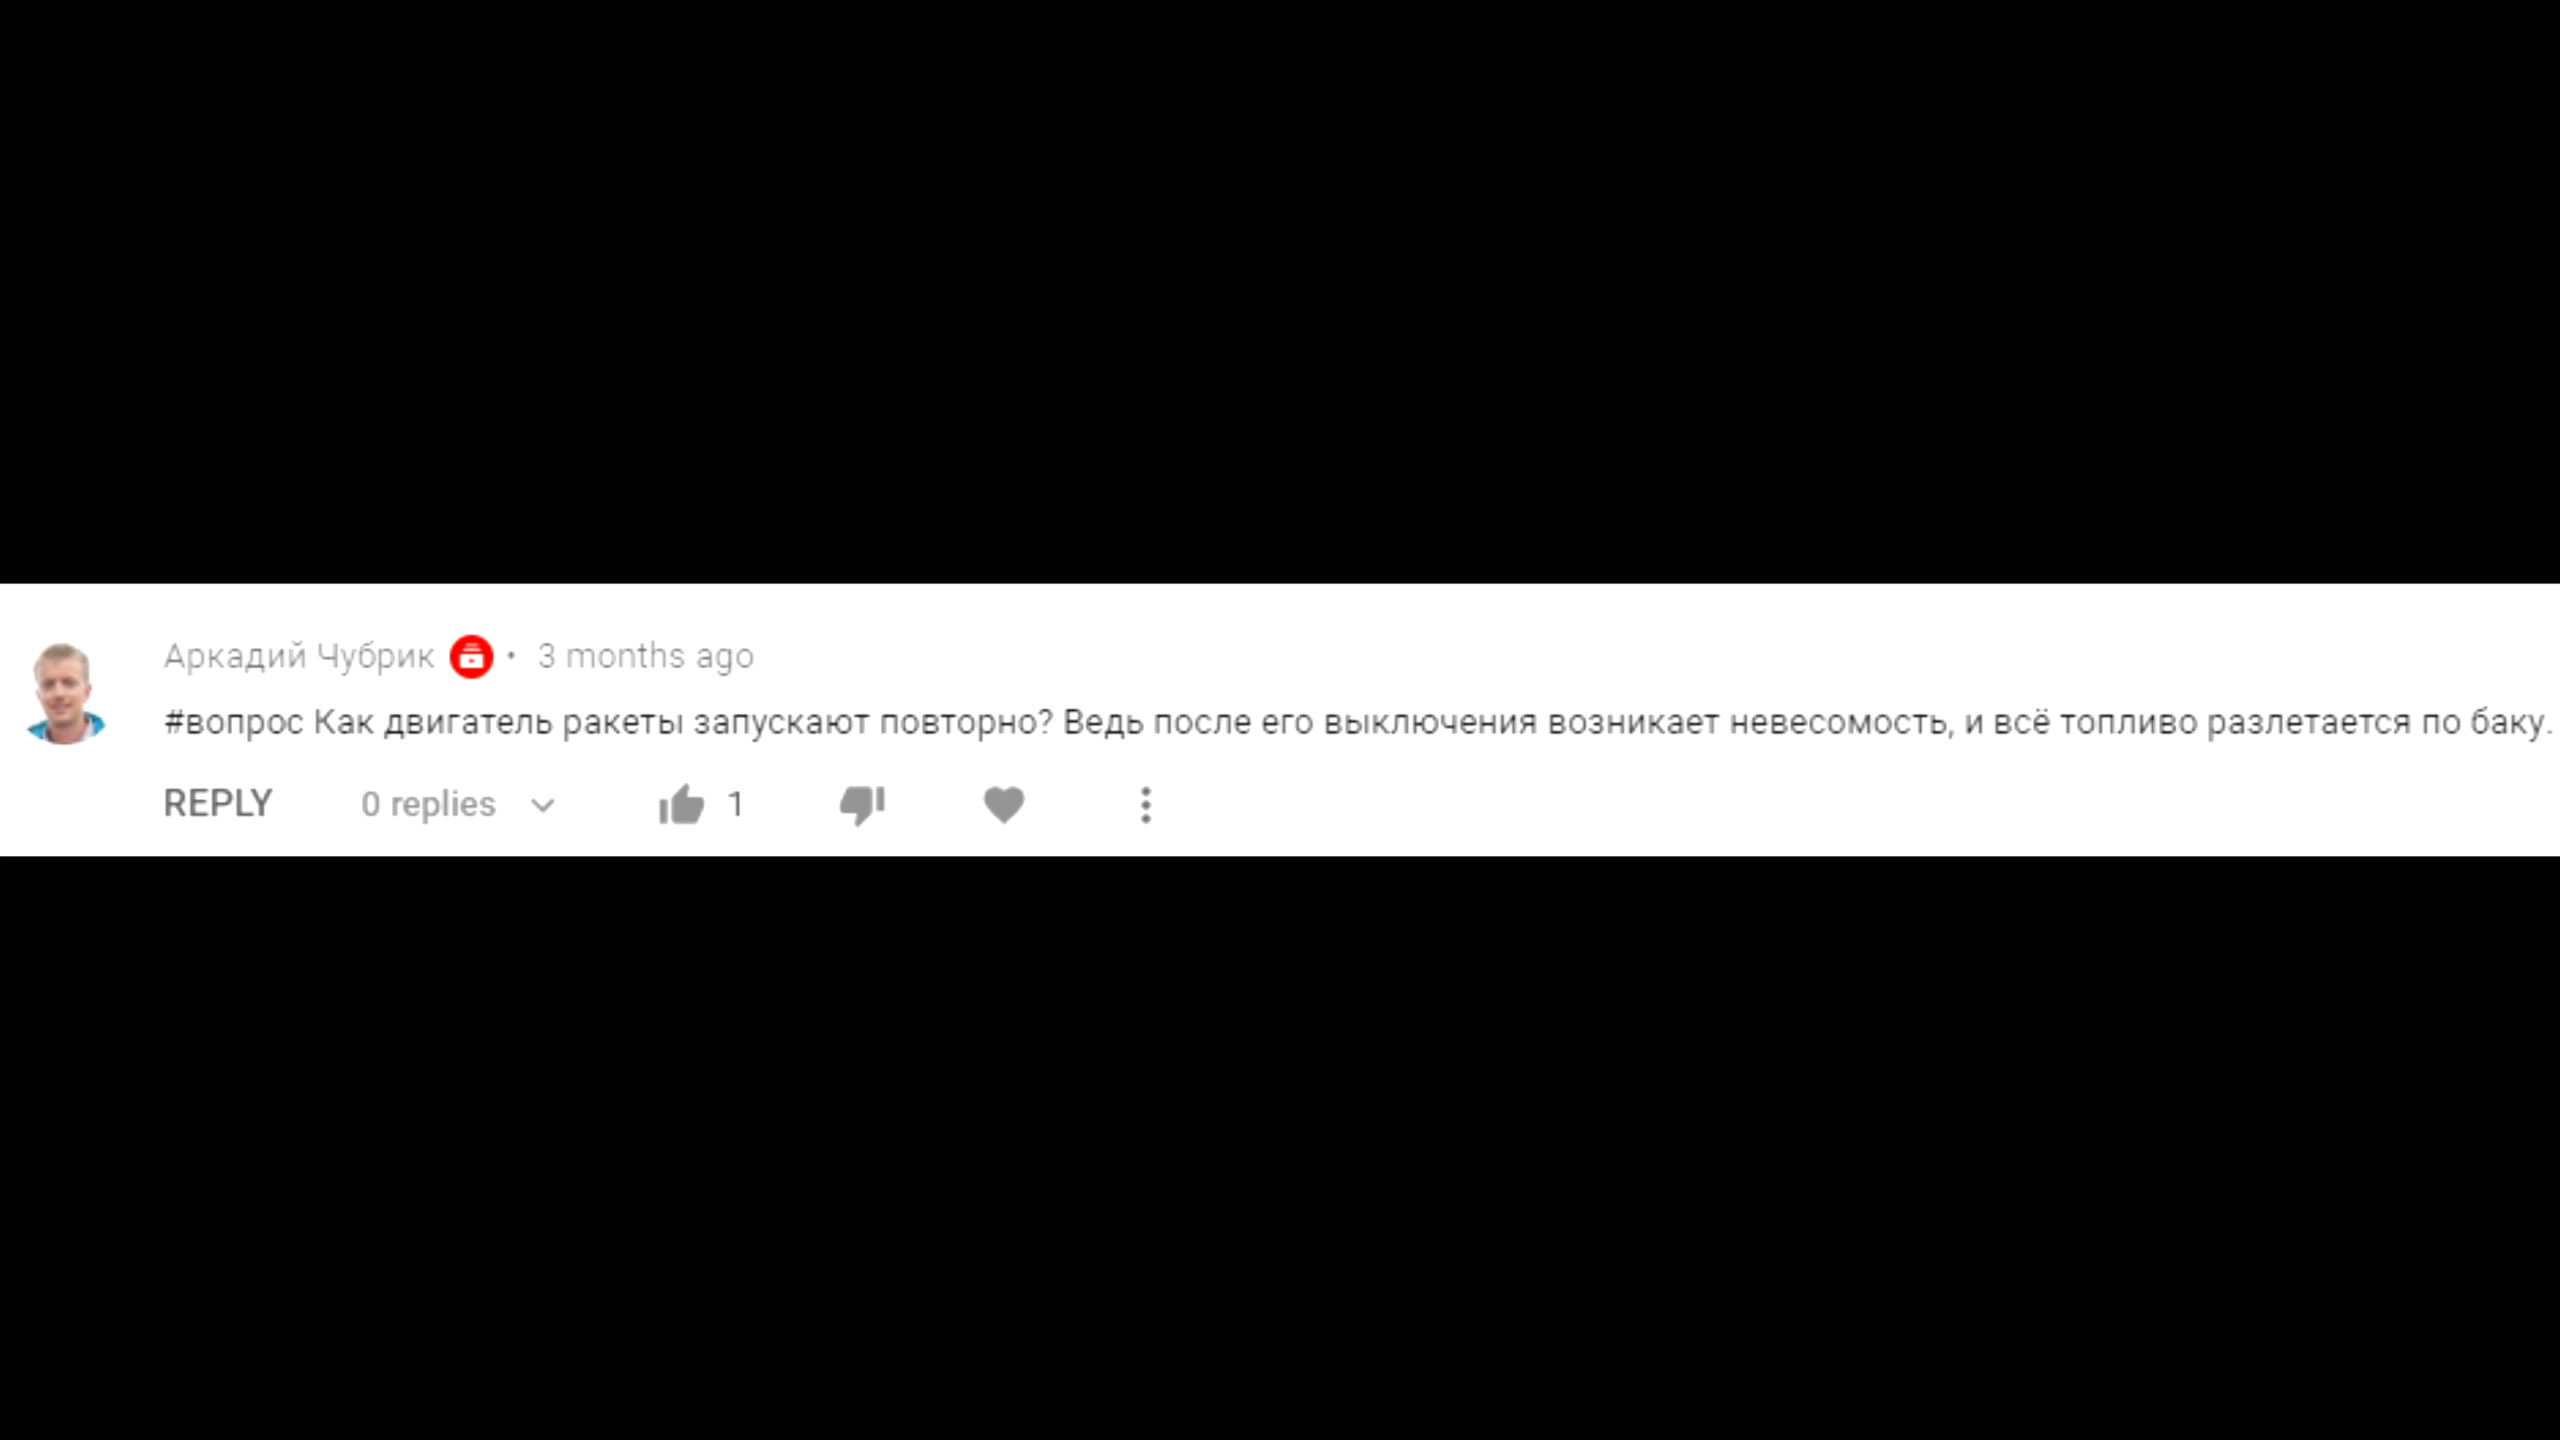 Аркадий Чубрик • 3 months ago
#вопрос Как двигатель ракеты запускают повторно? Ведь после его выключения возникает невесомость, и всё топливо разлетается по баку.
REPLY 0 replies 1